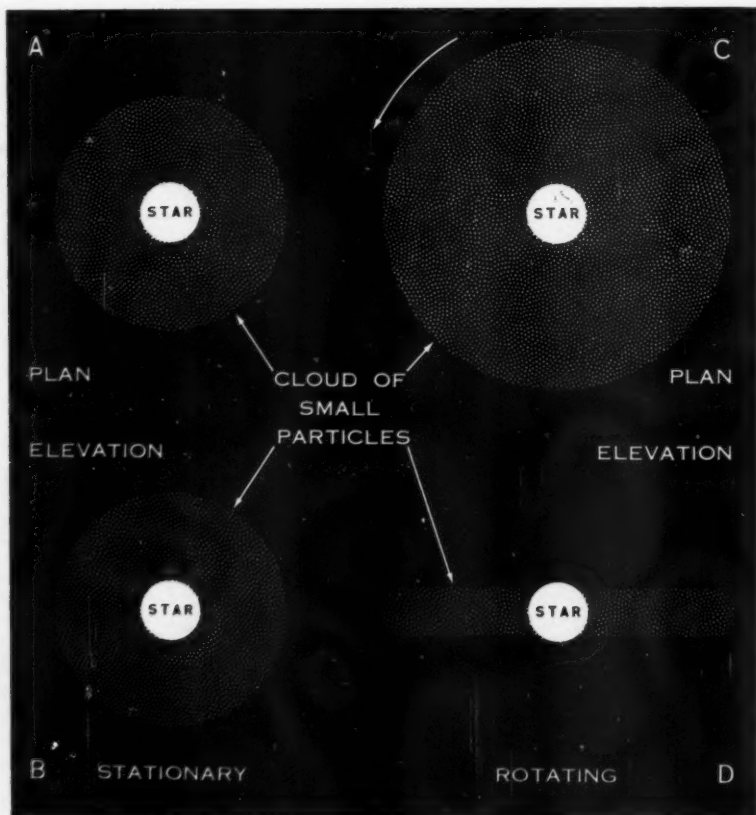 A
C
STAR
STAR
PLAN
CLOUD OF
SMALL
PARTICLES
PLAN
ELEVATION
ELEVATION
STAR
STAR
B
STATIONARY
ROTATING
D